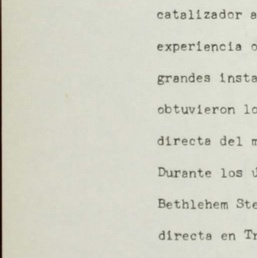 catalizador a
experiencia
grandes insta
obtuvieron lo
directa del m
Durante los
Bethlehem Ste
directa en Tr